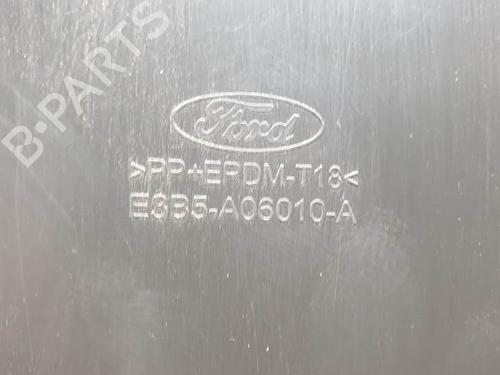 B-PARTS
Ford
>PP+EPDM-T18<
E3B5-A06010-A